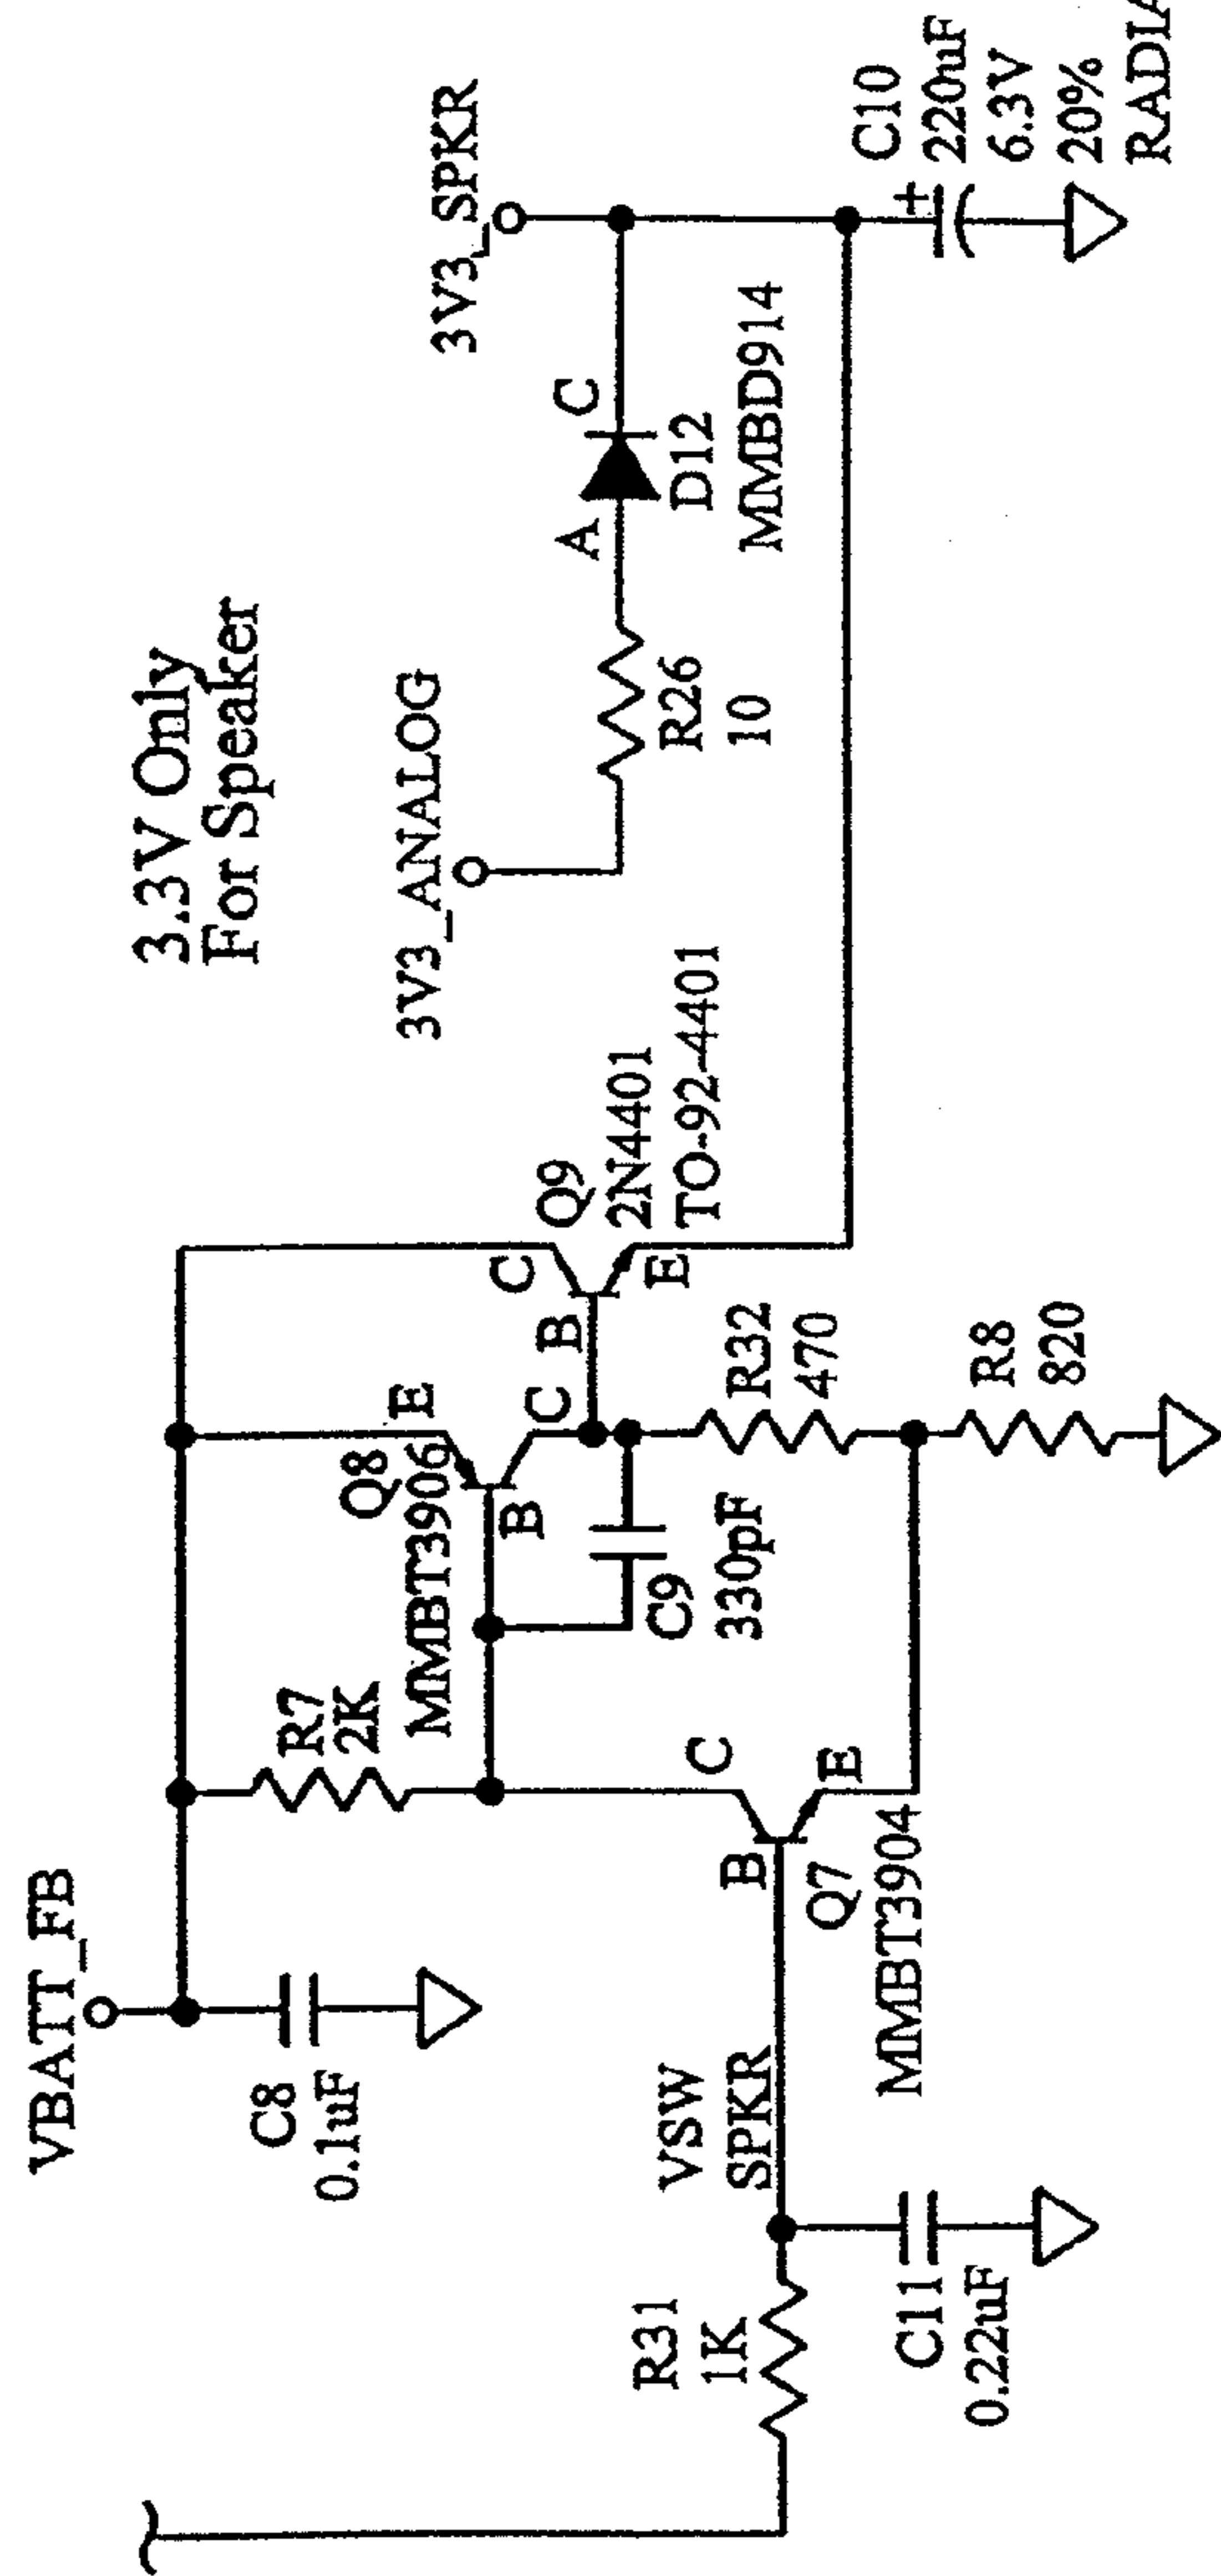 3.3V Only
For Speaker
VBATT_FB
C8
0.1uF
R7
2K
Q8
MMBT3906
E
B
C
C9
330pF
Q9
2N4401
TO-92-4401
C
B
E
R32
470
R8
820
VSW
SPKR
R31
1K
C11
0.22uF
B
C
E
Q7
MMBT3904
3V3_ANALOG
R26
10
A
C
D12
MMBD914
3V3_SPKR
+
C10
220uF
6.3V
20%
RADIA